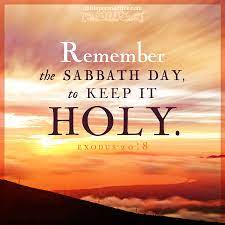 Remember
the SABBATH DAY,
to KEEP IT
HOLY.
EXODUS 20:8